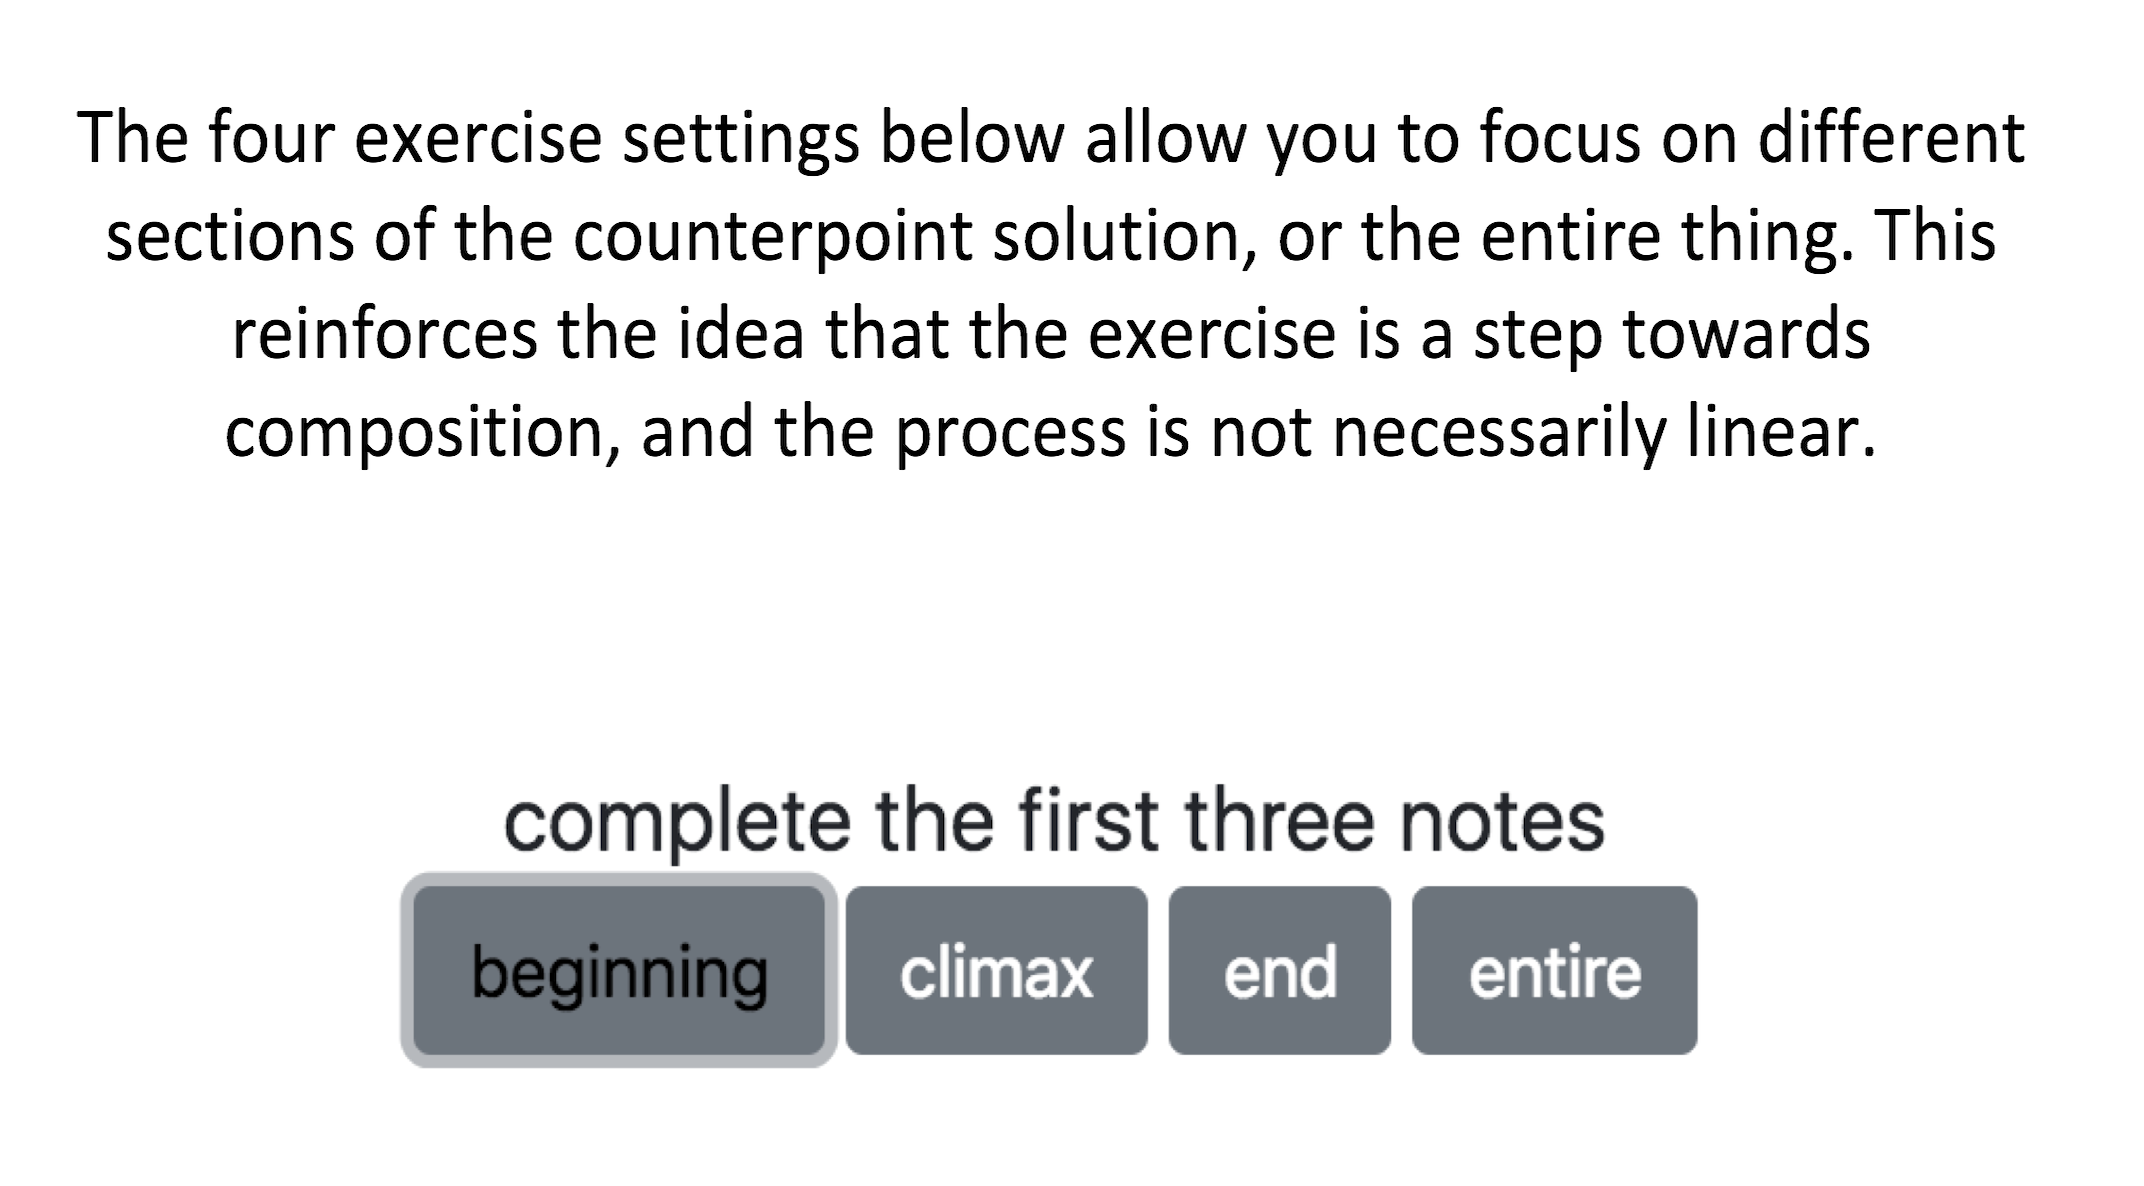 The four exercise settings below allow you to focus on different
sections of the counterpoint solution, or the entire thing. This
reinforces the idea that the exercise is a step towards
composition, and the process is not necessarily linear.
complete the first three notes
beginning climax end entire